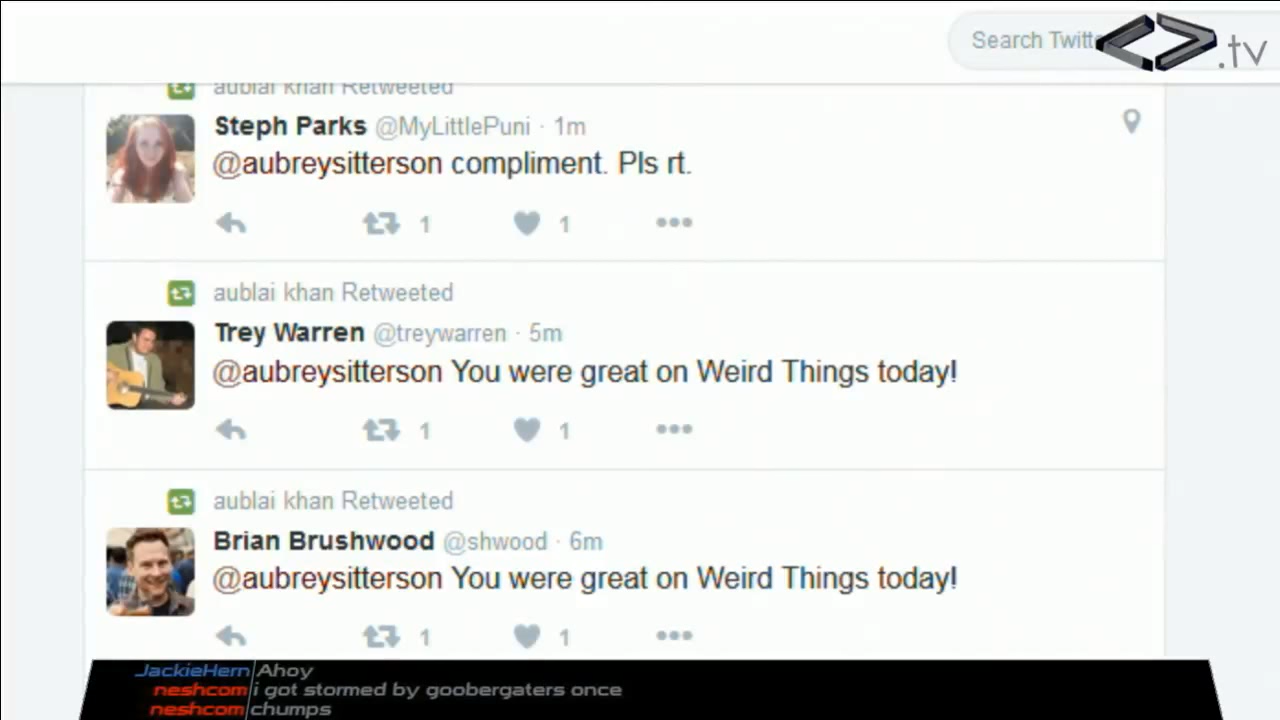 Search Twitt
<>.tv
aublai khan Retweeted
Steph Parks @MyLittlePuni · 1m
@aubreysitterson compliment. Pls rt.
1 1
aublai khan Retweeted
Trey Warren @treywarren · 5m
@aubreysitterson You were great on Weird Things today!
1 1
aublai khan Retweeted
Brian Brushwood @shwood · 6m
@aubreysitterson You were great on Weird Things today!
1 1
JackieHern Ahoy
neshcom i got stormed by goobergaters once
neshcom chumps